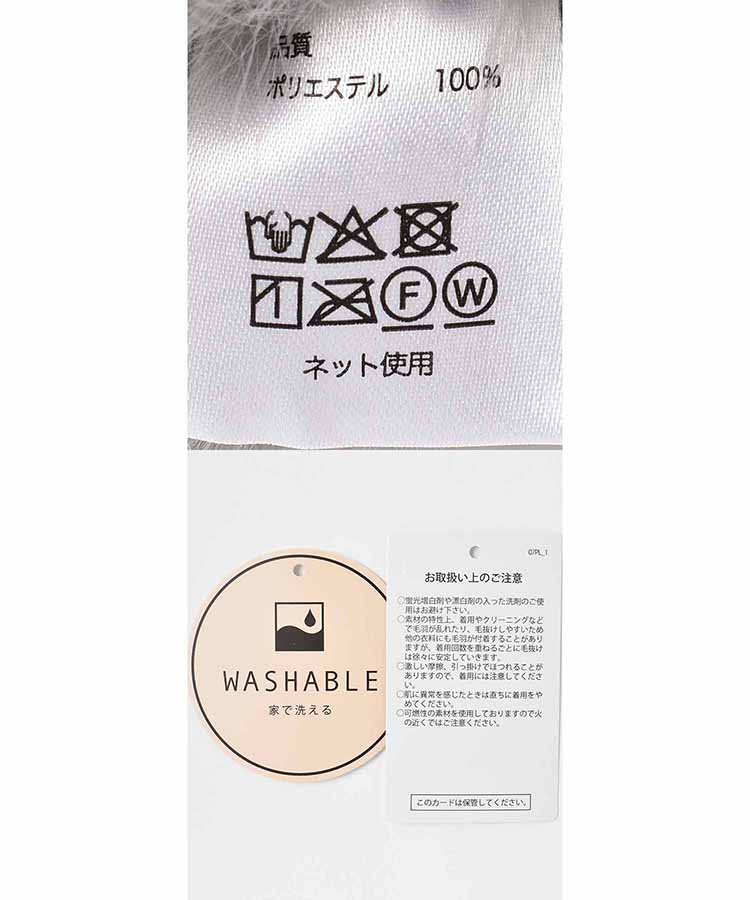 品質
ポリエステル 100%
F W
ネット使用
WASHABLE
家で洗える
07PL_1
お取扱い上のご注意
○蛍光増白剤や漂白剤の入った洗剤のご使
用はお避け下さい。
○素材の特性上、着用やクリーニングなど
で毛羽が乱れたり、毛抜けしやすいため
他の衣料にも毛羽が付着することがあり
ますが、着用回数を重ねるごとに毛抜け
は徐々に安定していきます。
○激しい摩擦、引っ掛けでほつれることが
ありますので、着用には注意してくださ
い。
○肌に異常を感じたときは直ちに着用をや
めてください。
○可燃性の素材を使用しておりますので火
の近くではご注意ください。
このカードは保管してください。